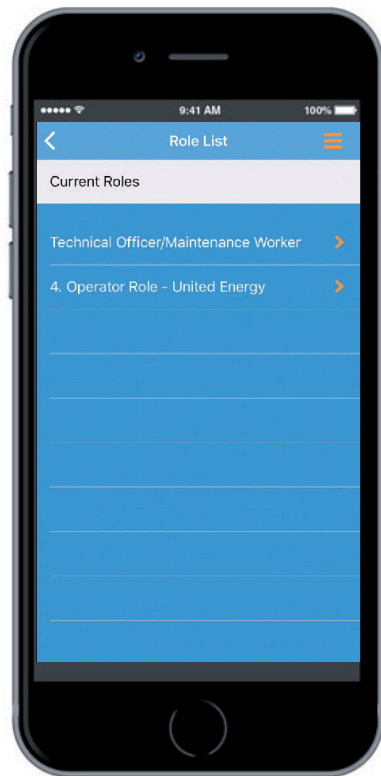 9:41 AM 100%
Role List
Current Roles
Technical Officer/Maintenance Worker
4. Operator Role - United Energy